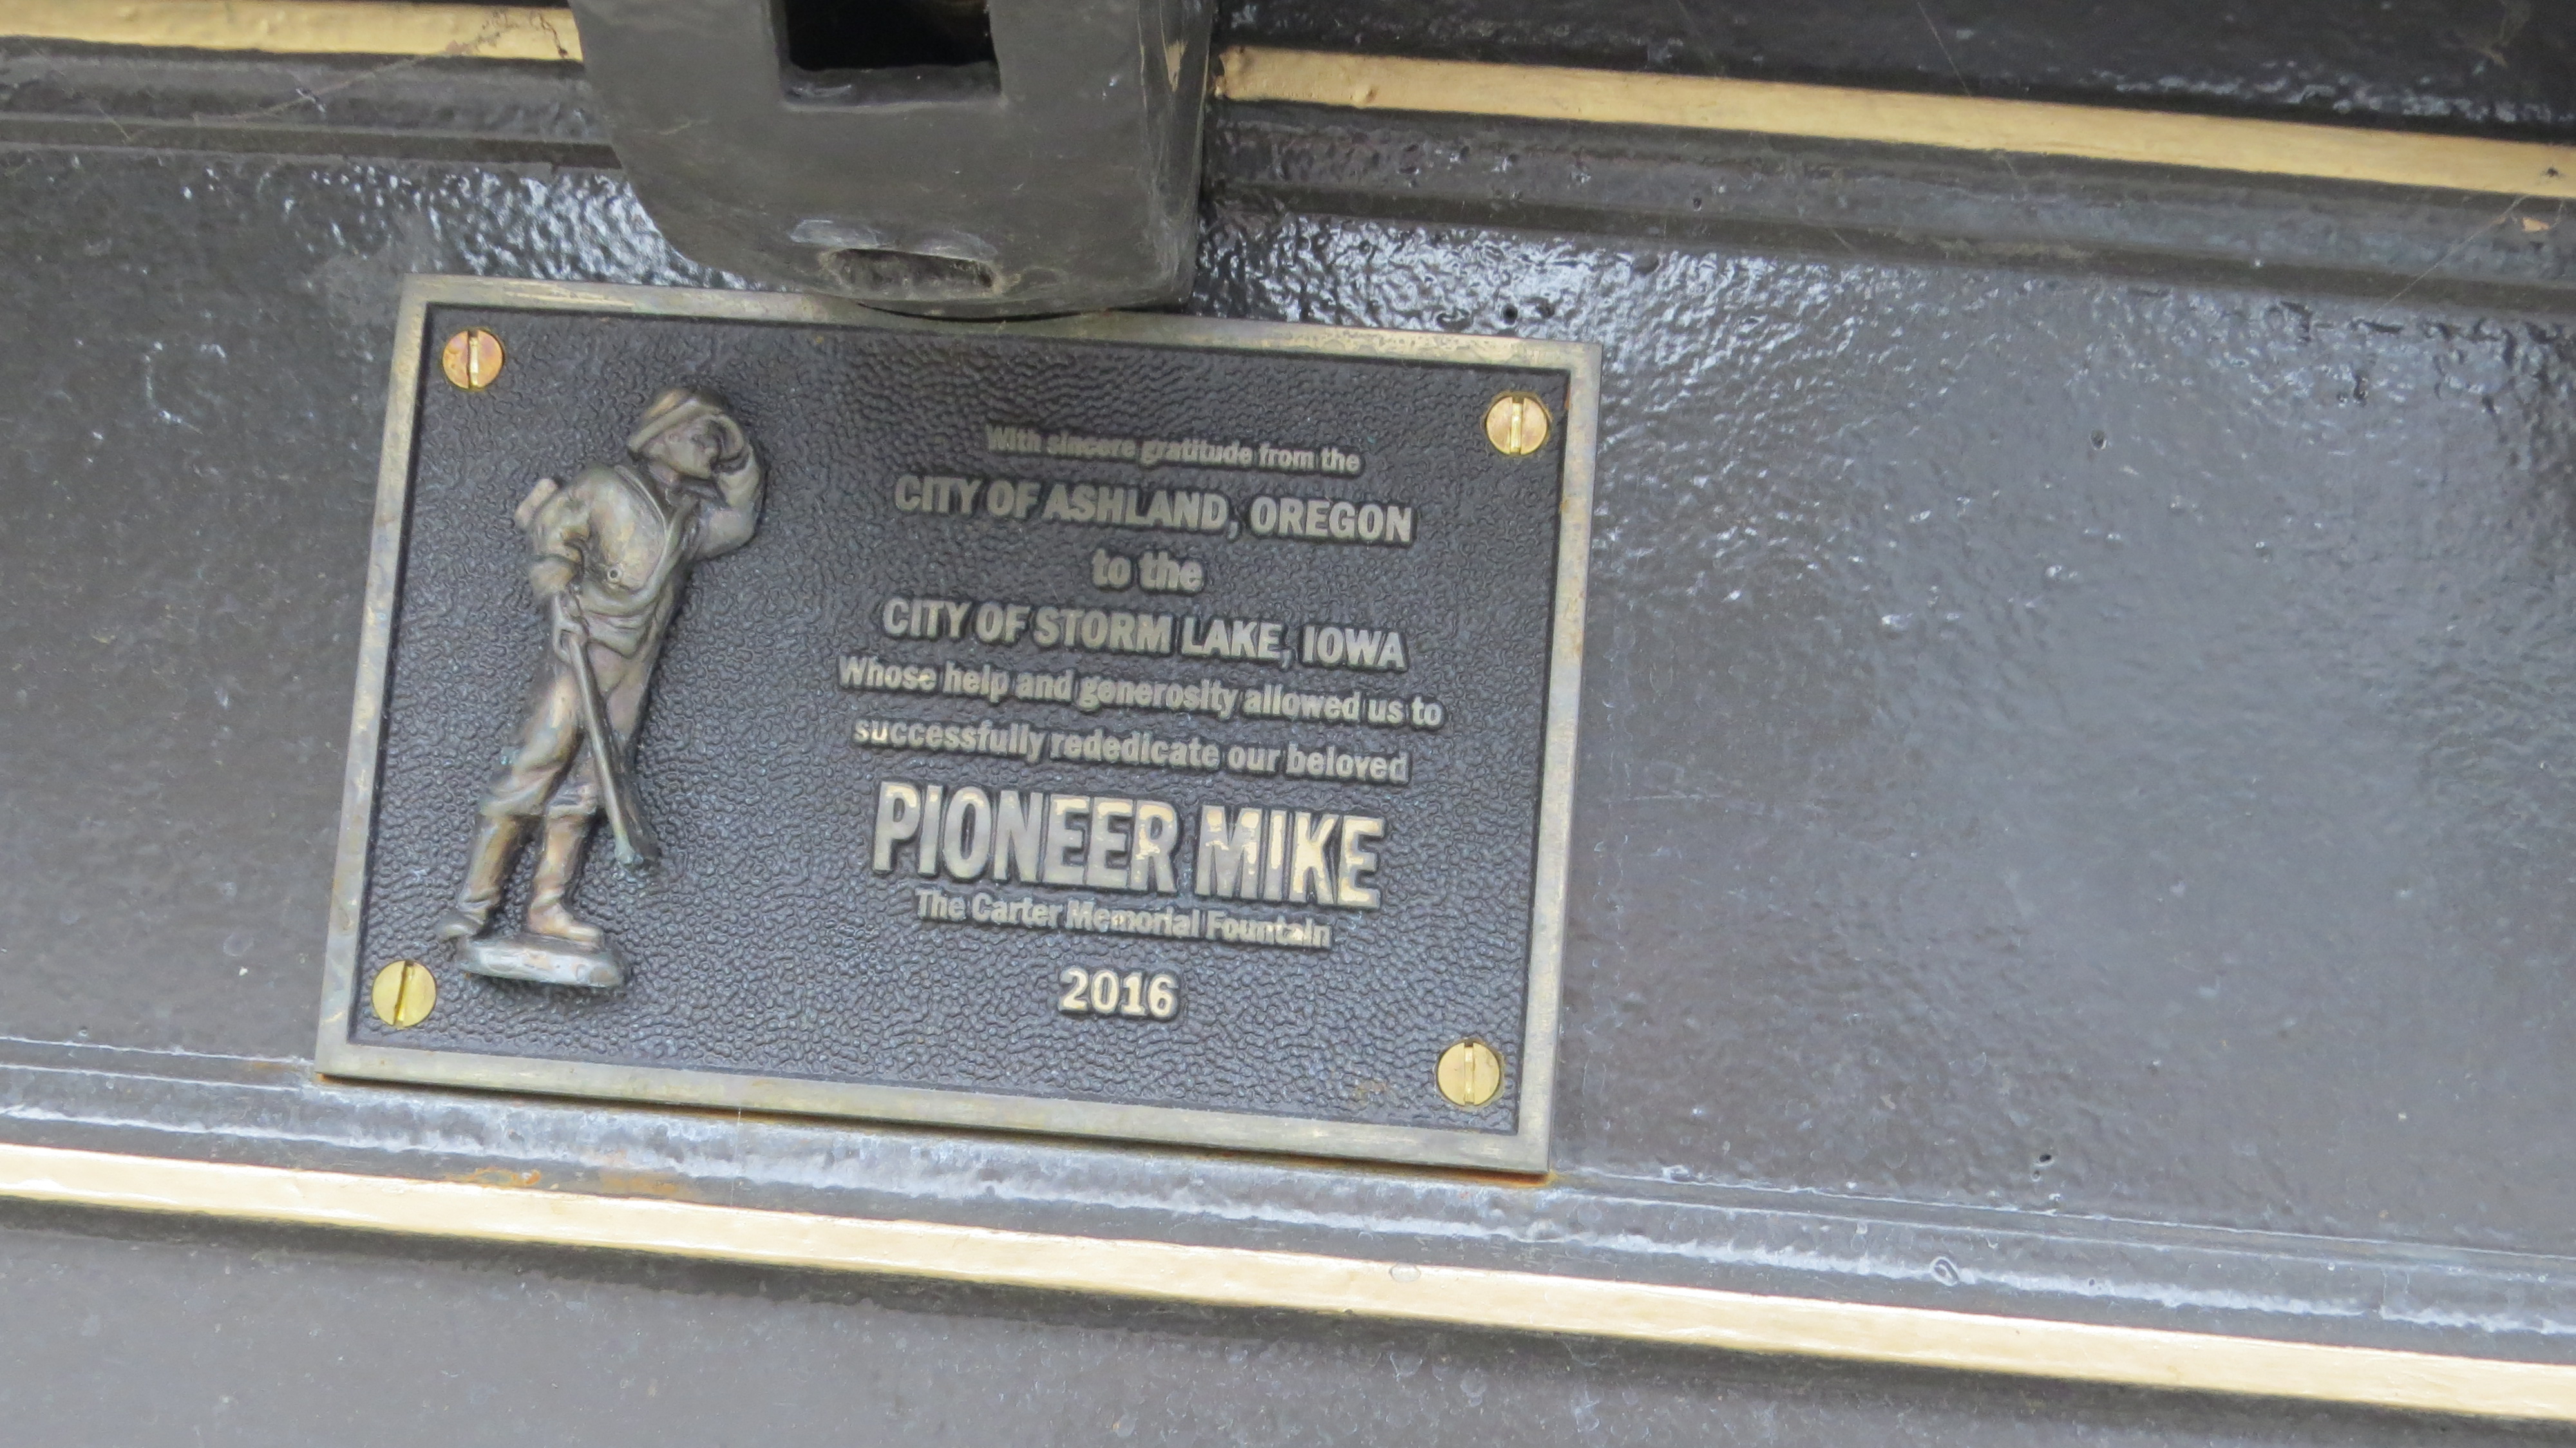 With sincere gratitude from the
CITY OF ASHLAND, OREGON
to the
CITY OF STORM LAKE, IOWA
Whose help and generosity allowed us to
successfully rededicate our beloved
PIONEER MIKE
The Carter Memorial Fountain
2016